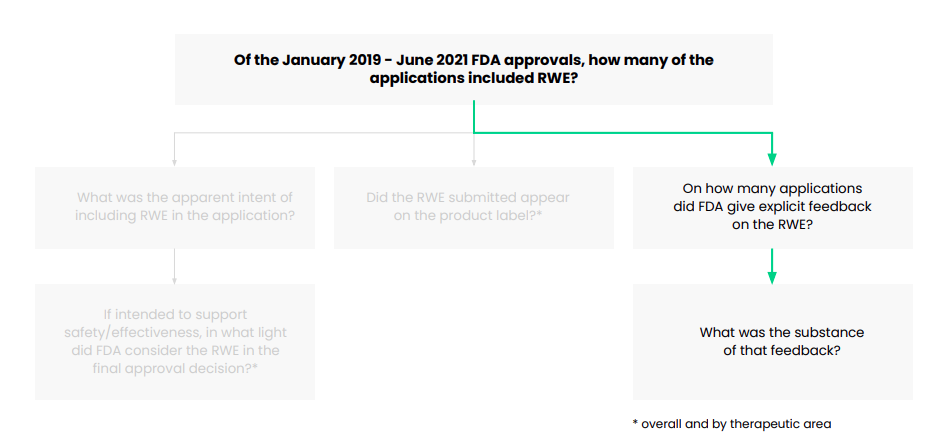 Of the January 2019 - June 2021 FDA approvals, how many of the
applications included RWE?
What was the apparent intent of
including RWE in the application?
Did the RWE submitted appear
on the product label?*
On how many applications
did FDA give explicit feedback
on the RWE?
If intended to support
safety/effectiveness, in what light
did FDA consider the RWE in the
final approval decision?*
What was the substance
of that feedback?
* overall and by therapeutic area